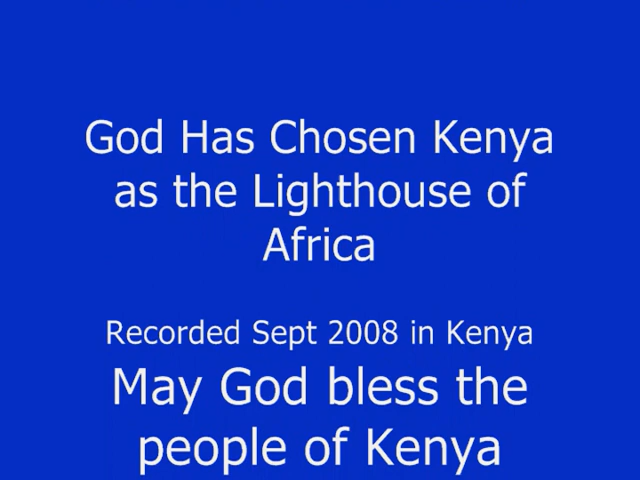 God Has Chosen Kenya
as the Lighthouse of
Africa
Recorded Sept 2008 in Kenya
May God bless the
people of Kenya